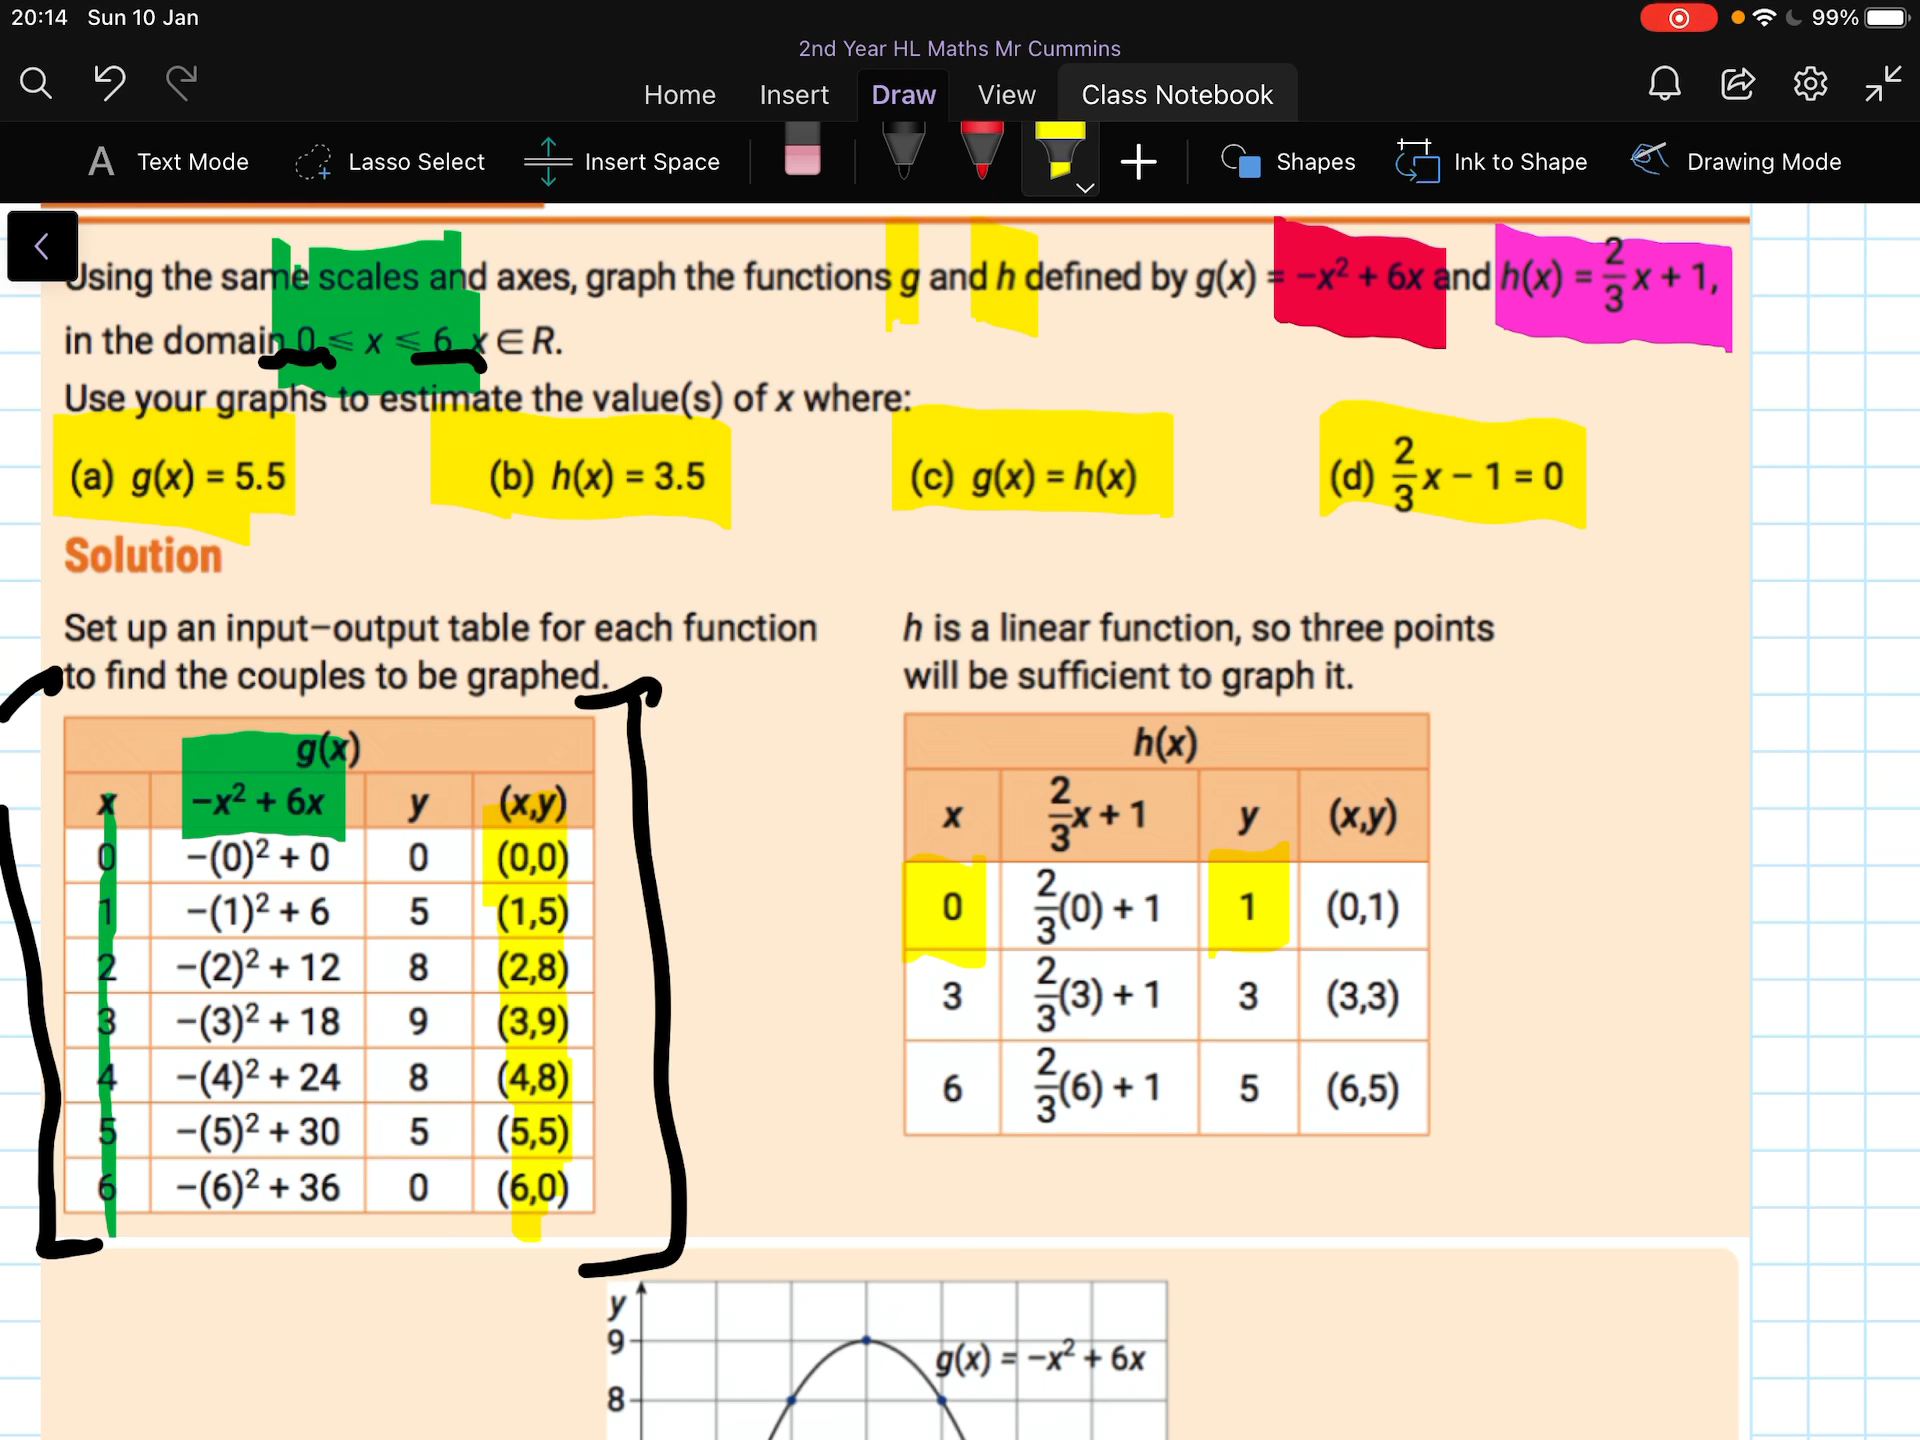 20:14 Sun 10 Jan
99%
2nd Year HL Maths Mr Cummins
Home Insert Draw View Class Notebook
A Text Mode Lasso Select Insert Space Shapes Ink to Shape Drawing Mode
Using the same scales and axes, graph the functions g and h defined by g(x) = −x² + 6x and h(x) = 2/3 x + 1,
in the domain 0 ⩽ x ⩽ 6 x ∈ R.
Use your graphs to estimate the value(s) of x where:
(a) g(x) = 5.5 (b) h(x) = 3.5 (c) g(x) = h(x) (d) 2/3 x − 1 = 0
Solution
Set up an input–output table for each function
to find the couples to be graphed.
h is a linear function, so three points
will be sufficient to graph it.
g(x)
x −x² + 6x y (x,y)
0 −(0)² + 0 0 (0,0)
1 −(1)² + 6 5 (1,5)
2 −(2)² + 12 8 (2,8)
3 −(3)² + 18 9 (3,9)
4 −(4)² + 24 8 (4,8)
5 −(5)² + 30 5 (5,5)
6 −(6)² + 36 0 (6,0)
h(x)
x 2/3 x + 1 y (x,y)
0 2/3 (0) + 1 1 (0,1)
3 2/3 (3) + 1 3 (3,3)
6 2/3 (6) + 1 5 (6,5)
y
9
g(x) = −x² + 6x
8